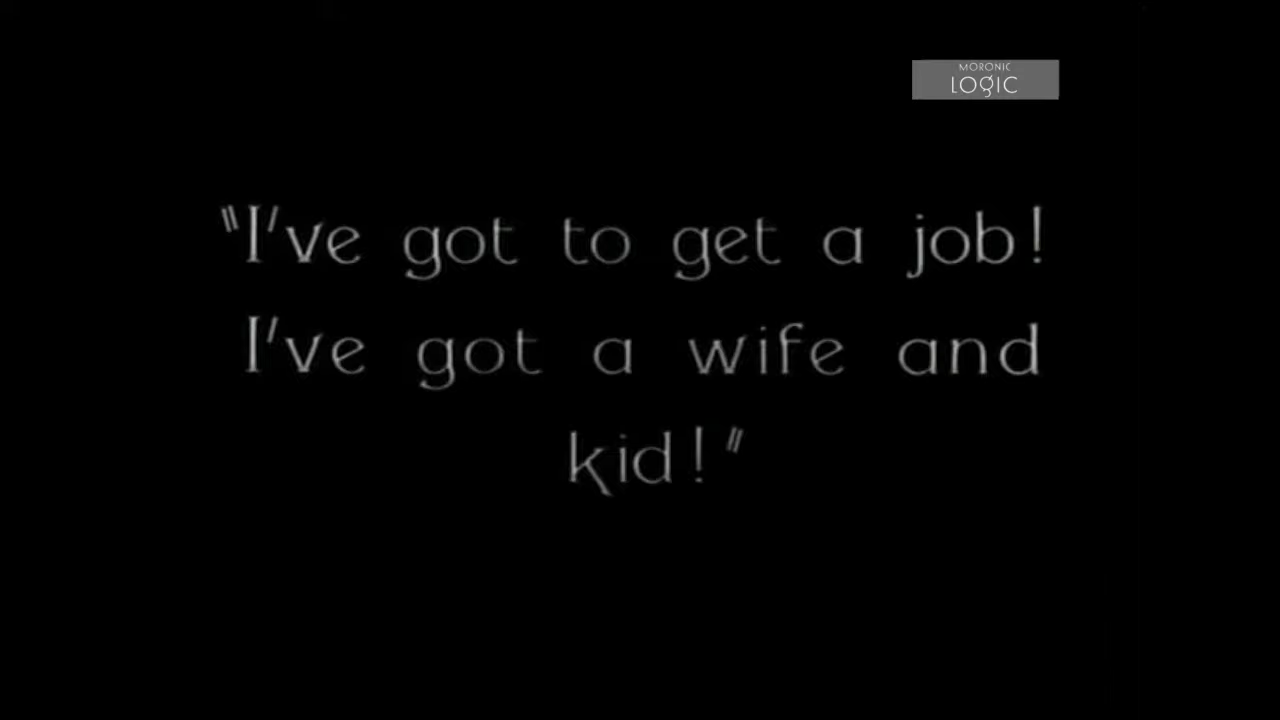 MORONIC
LOGIC
"I've got to get a job!
I've got a wife and
kid!"